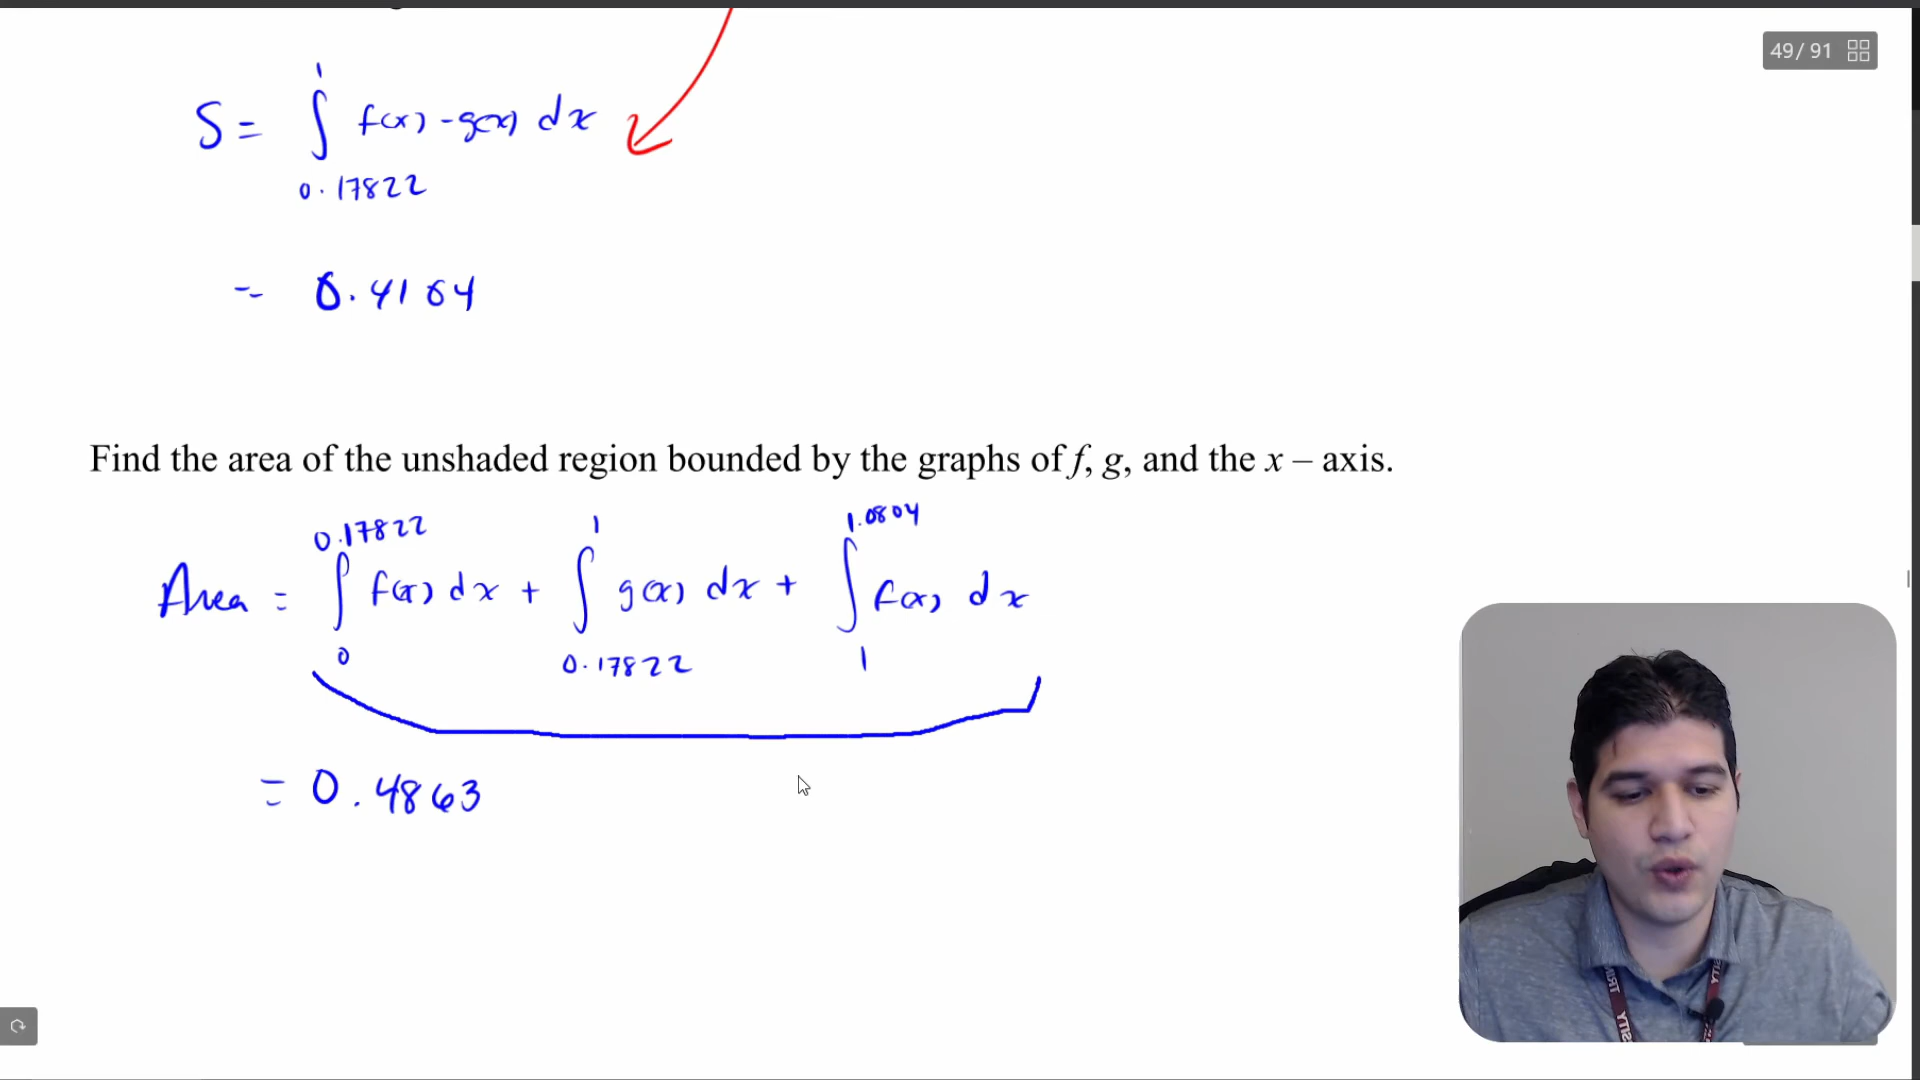 49/ 91
S = ∫ from 0.17822 to 1 f(x) - g(x) dx
= 0.4104
Find the area of the unshaded region bounded by the graphs of f, g, and the x – axis.
Area = ∫ from 0 to 0.17822 f(x) dx + ∫ from 0.17822 to 1 g(x) dx + ∫ from 1 to 1.0804 f(x) dx
= 0.4863